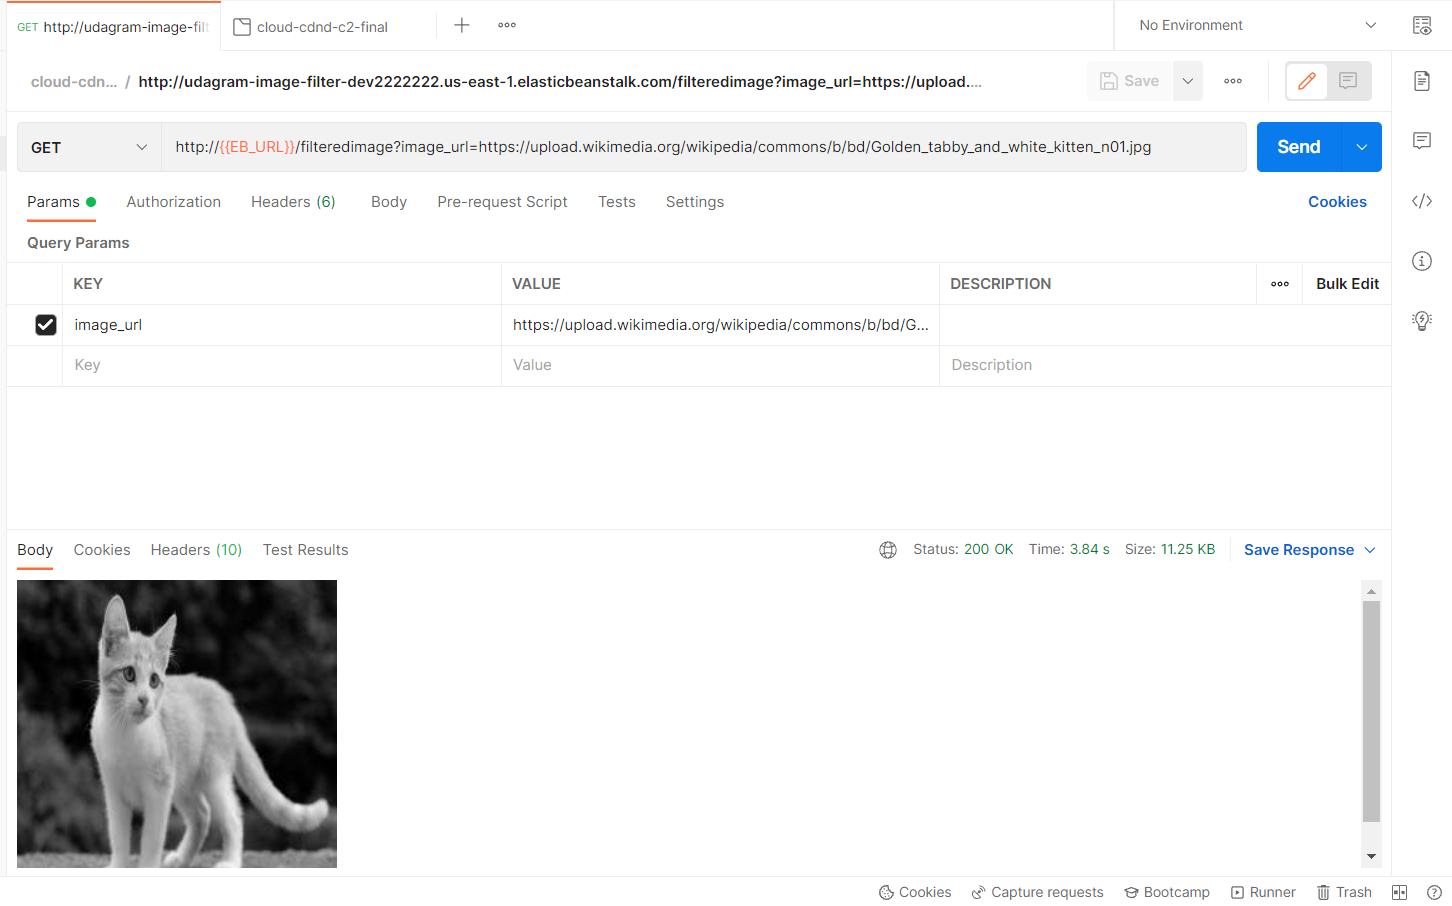 GET http://udagram-image-filt
cloud-cdnd-c2-final
No Environment
cloud-cdn... / http://udagram-image-filter-dev2222222.us-east-1.elasticbeanstalk.com/filteredimage?image_url=https://upload....
Save
GET
http://{{EB_URL}}/filteredimage?image_url=https://upload.wikimedia.org/wikipedia/commons/b/bd/Golden_tabby_and_white_kitten_n01.jpg
Send
Params Authorization Headers (6) Body Pre-request Script Tests Settings Cookies
Query Params
KEY VALUE DESCRIPTION Bulk Edit
image_url https://upload.wikimedia.org/wikipedia/commons/b/bd/G...
Key Value Description
Body Cookies Headers (10) Test Results Status: 200 OK Time: 3.84 s Size: 11.25 KB Save Response
Cookies Capture requests Bootcamp Runner Trash